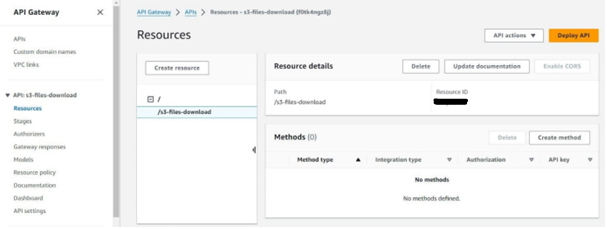 API Gateway
APIs
Custom domain names
VPC links
API: s3-files-download
Resources
Stages
Authorizers
Gateway responses
Models
Resource policy
Documentation
Dashboard
API settings
API Gateway > APIs > Resources - s3-files-download (f0tk4ngz8j)
Resources
API actions
Deploy API
Create resource
/
/s3-files-download
Resource details
Delete
Update documentation
Enable CORS
Path
/s3-files-download
Resource ID
Methods (0)
Delete
Create method
Method type
Integration type
Authorization
API key
No methods
No methods defined.